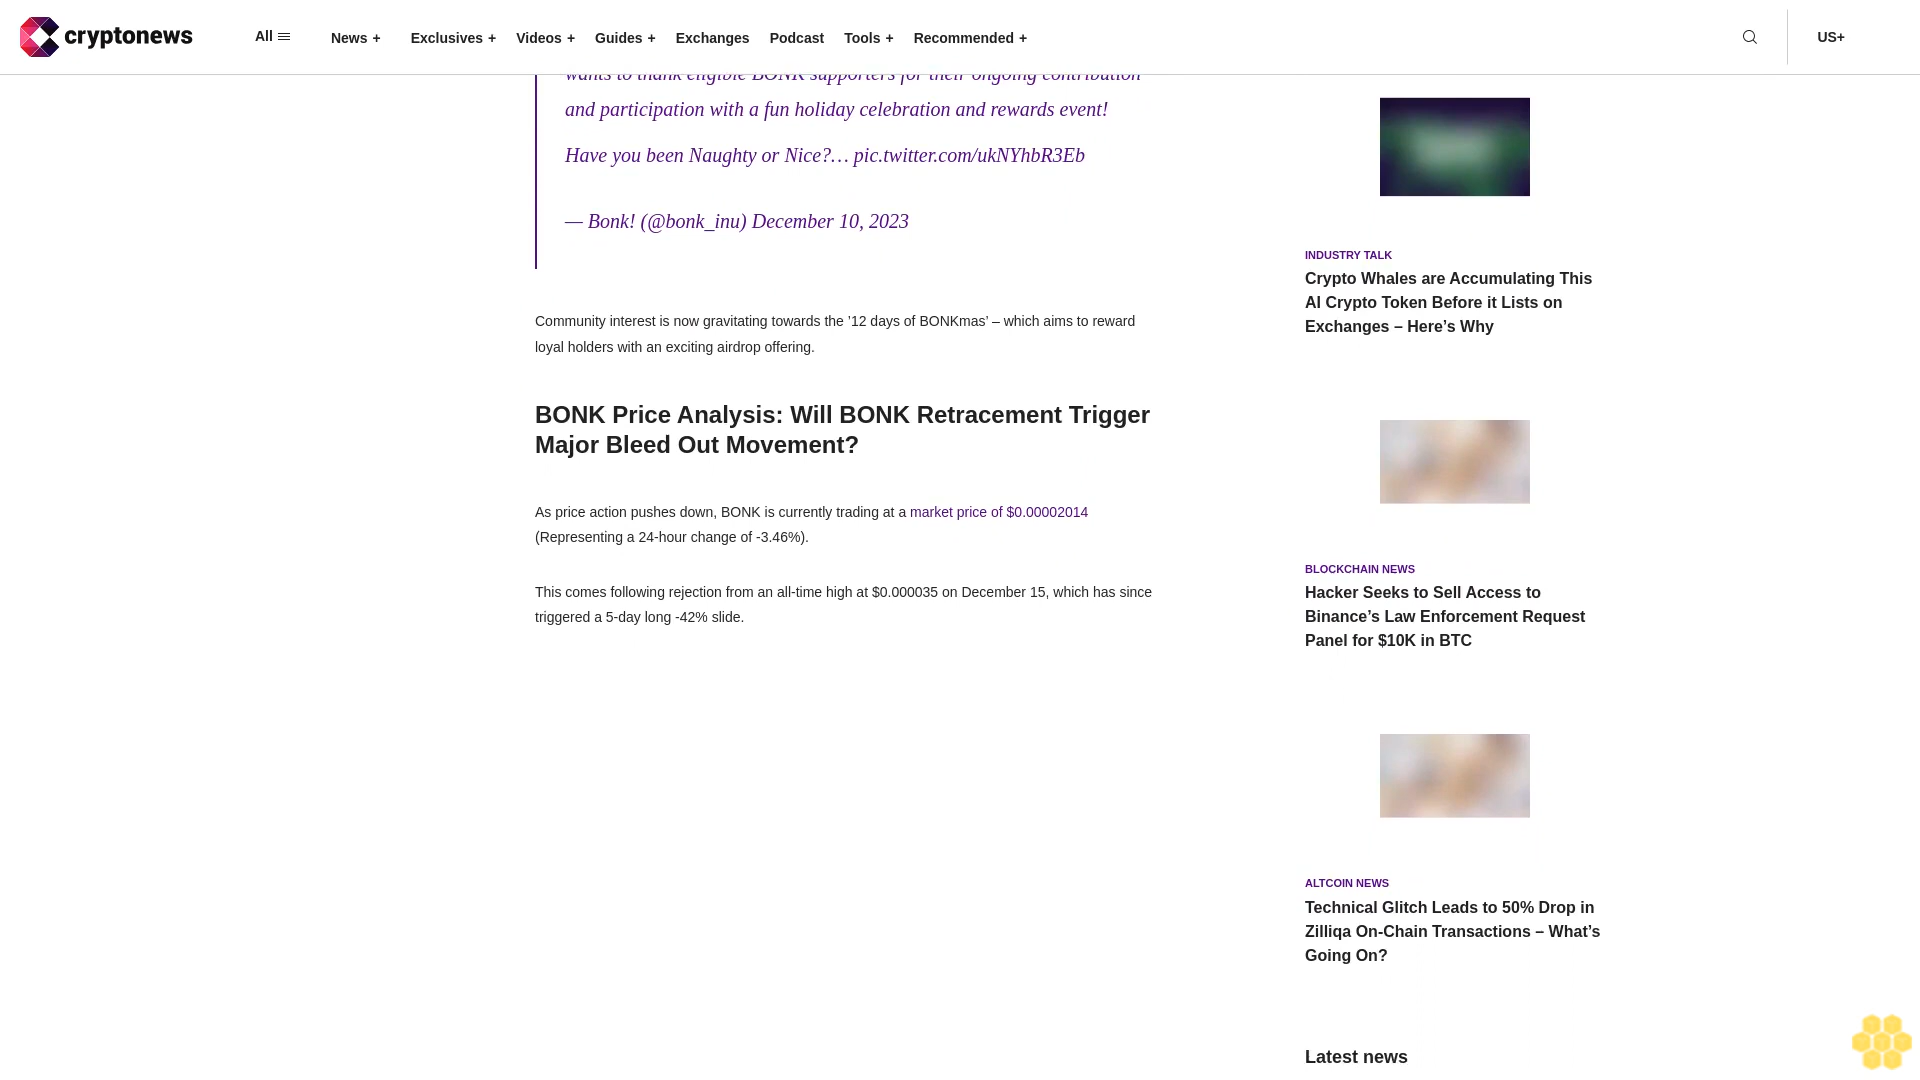 cryptonews
All
News +
Exclusives +
Videos +
Guides +
Exchanges
Podcast
Tools +
Recommended +
US+
wants to thank eligible BONK supporters for their ongoing contribution
and participation with a fun holiday celebration and rewards event!
Have you been Naughty or Nice?… pic.twitter.com/ukNYhbR3Eb
— Bonk! (@bonk_inu) December 10, 2023
Community interest is now gravitating towards the ’12 days of BONKmas’ – which aims to reward
loyal holders with an exciting airdrop offering.
BONK Price Analysis: Will BONK Retracement Trigger
Major Bleed Out Movement?
As price action pushes down, BONK is currently trading at a market price of $0.00002014
(Representing a 24-hour change of -3.46%).
This comes following rejection from an all-time high at $0.000035 on December 15, which has since
triggered a 5-day long -42% slide.
INDUSTRY TALK
Crypto Whales are Accumulating This
AI Crypto Token Before it Lists on
Exchanges – Here’s Why
BLOCKCHAIN NEWS
Hacker Seeks to Sell Access to
Binance’s Law Enforcement Request
Panel for $10K in BTC
ALTCOIN NEWS
Technical Glitch Leads to 50% Drop in
Zilliqa On-Chain Transactions – What’s
Going On?
Latest news